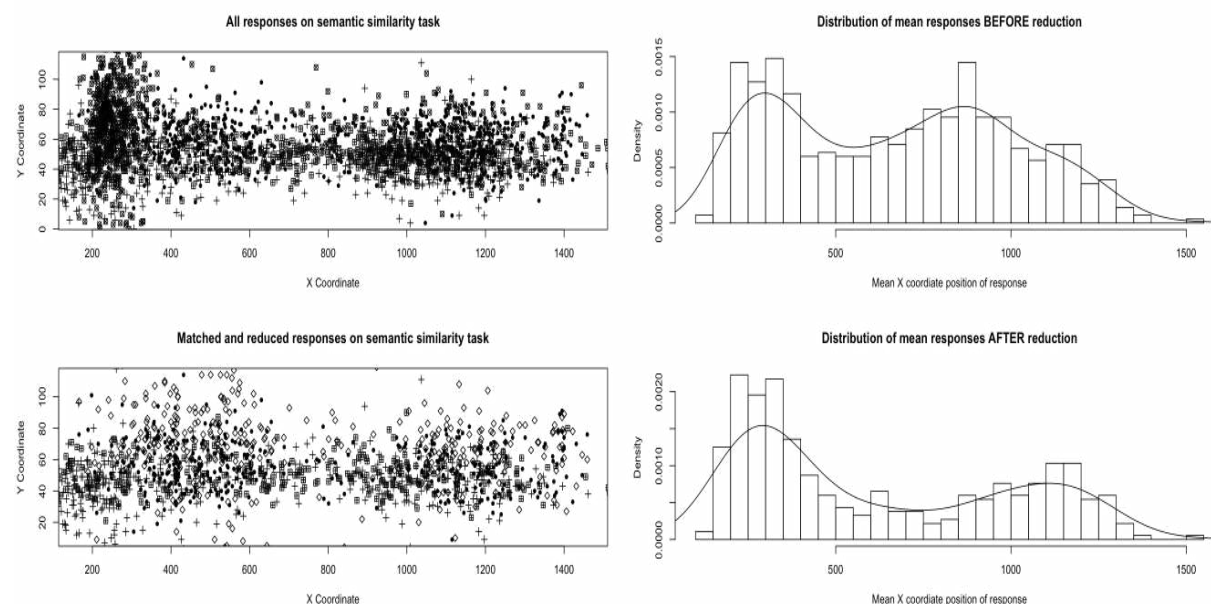 All responses on semantic similarity task
Y Coordinate
0 20 40 60 80 100
200 400 600 800 1000 1200 1400
X Coordinate
Distribution of mean responses BEFORE reduction
Density
0.0000 0.0005 0.0010 0.0015
500 1000 1500
Mean X coordiate position of response
Matched and reduced responses on semantic similarity task
Y Coordinate
20 40 60 80 100
200 400 600 800 1000 1200 1400
X Coordinate
Distribution of mean responses AFTER reduction
Density
0.0000 0.0010 0.0020
500 1000 1500
Mean X coordiate position of response